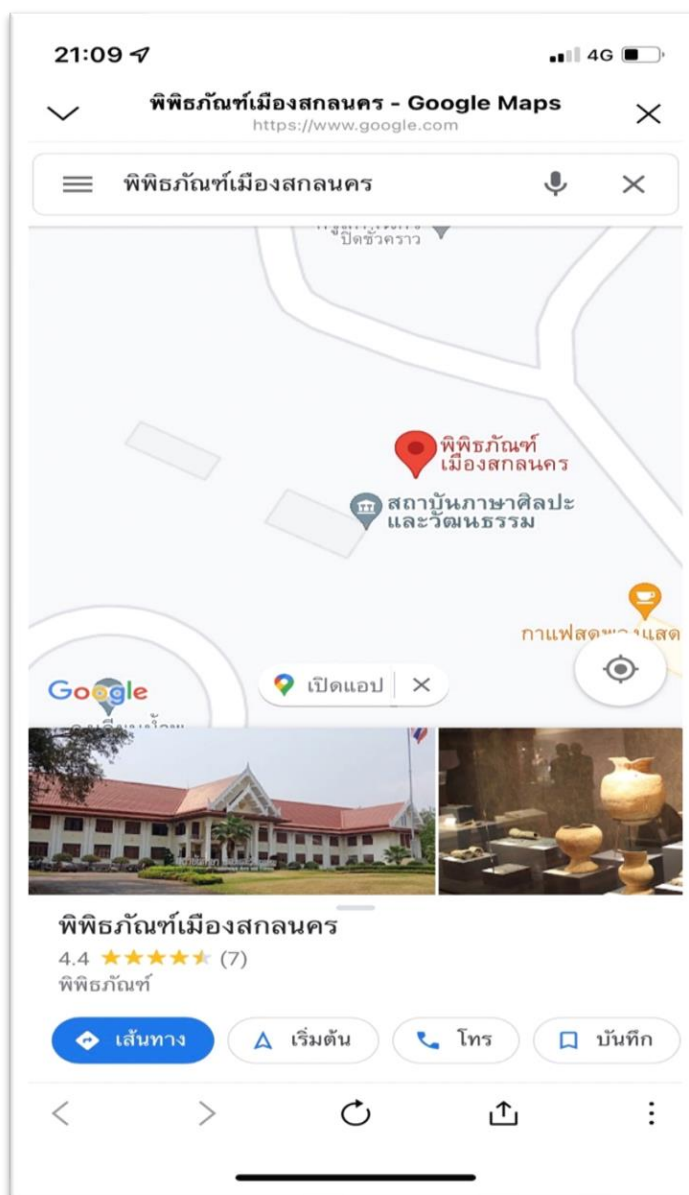 21:09
4G
พิพิธภัณฑ์เมืองสกลนคร - Google Maps
https://www.google.com
พิพิธภัณฑ์เมืองสกลนคร
ปิดชั่วคราว
พิพิธภัณฑ์
เมืองสกลนคร
สถาบันภาษาศิลปะ
และวัฒนธรรม
กาแฟสด
Google
เปิดแอป
พิพิธภัณฑ์เมืองสกลนคร
4.4 (7)
พิพิธภัณฑ์
เส้นทาง
เริ่มต้น
โทร
บันทึก